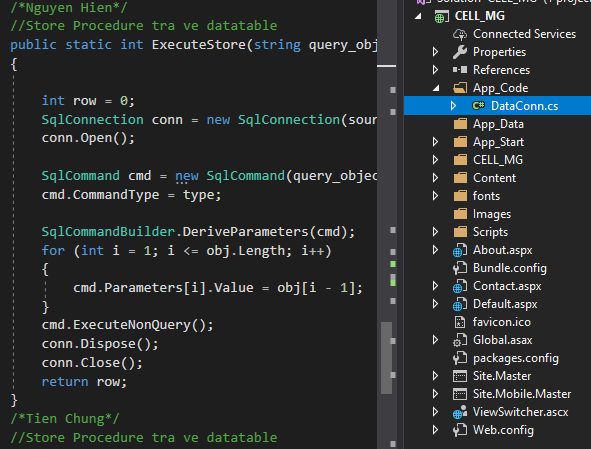 /*Nguyen Hien*/
//Store Procedure tra ve datatable
public static int ExecuteStore(string query_obj
{
int row = 0;
SqlConnection conn = new SqlConnection(sour
conn.Open();
SqlCommand cmd = new SqlCommand(query_objec
cmd.CommandType = type;
SqlCommandBuilder.DeriveParameters(cmd);
for (int i = 1; i <= obj.Length; i++)
{
cmd.Parameters[i].Value = obj[i - 1];
}
cmd.ExecuteNonQuery();
conn.Dispose();
conn.Close();
return row;
}
/*Tien Chung*/
//Store Procedure tra ve datatable
CELL_MG
Connected Services
Properties
References
App_Code
C# DataConn.cs
App_Data
App_Start
CELL_MG
Content
fonts
Images
Scripts
About.aspx
Bundle.config
Contact.aspx
Default.aspx
favicon.ico
Global.asax
packages.config
Site.Master
Site.Mobile.Master
ViewSwitcher.ascx
Web.config